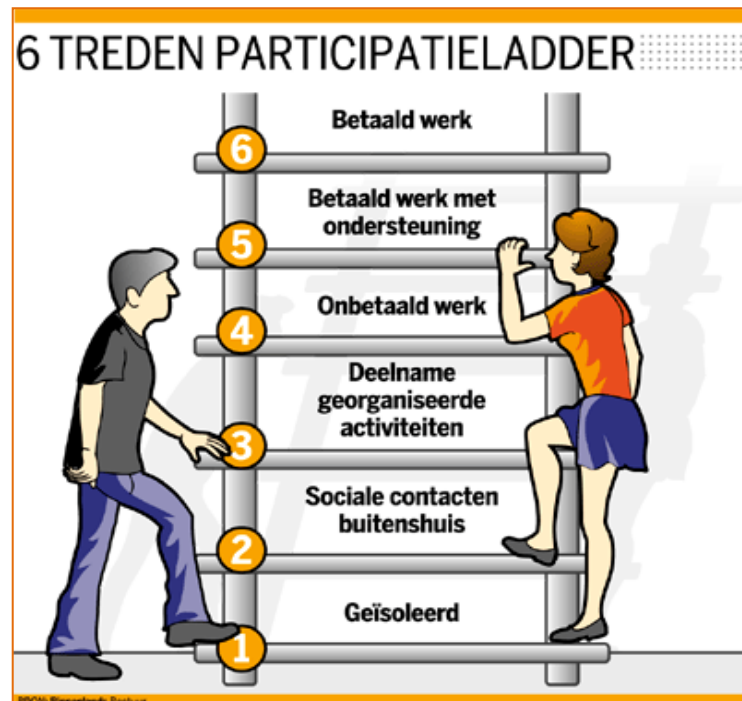 6 TREDEN PARTICIPATIELADDER
Betaald werk
6
Betaald werk met
ondersteuning
5
Onbetaald werk
4
Deelname
georganiseerde
activiteiten
3
Sociale contacten
buitenshuis
2
Geïsoleerd
1